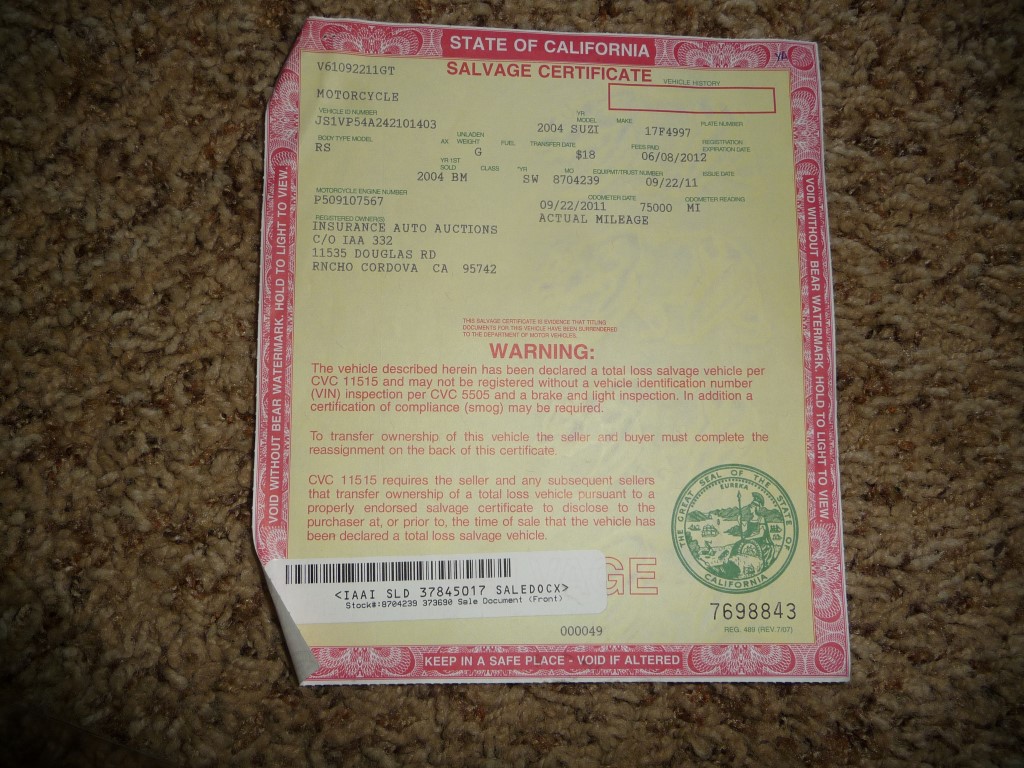 STATE OF CALIFORNIA
SALVAGE CERTIFICATE
V61092211GT
VEHICLE HISTORY
MOTORCYCLE
VEHICLE ID NUMBER YR MODEL MAKE PLATE NUMBER
JS1VP54A242101403 2004 SUZI 17F4997
BODY TYPE MODEL AX UNLADEN WEIGHT FUEL TRANSFER DATE FEES PAID REGISTRATION EXPIRATION DATE
RS G $18 06/08/2012
YR 1ST SOLD CLASS *YR MO EQUIPMT/TRUST NUMBER ISSUE DATE
2004 BM SW 8704239 09/22/11
MOTORCYCLE ENGINE NUMBER ODOMETER DATE ODOMETER READING
P509107567 09/22/2011 75000 MI
ACTUAL MILEAGE
REGISTERED OWNER(S)
INSURANCE AUTO AUCTIONS
C/O IAA 332
11535 DOUGLAS RD
RNCHO CORDOVA CA 95742
THIS SALVAGE CERTIFICATE IS EVIDENCE THAT TITLING
DOCUMENTS FOR THIS VEHICLE HAVE BEEN SURRENDERED
TO THE DEPARTMENT OF MOTOR VEHICLES.
WARNING:
The vehicle described herein has been declared a total loss salvage vehicle per
CVC 11515 and may not be registered without a vehicle identification number
(VIN) inspection per CVC 5505 and a brake and light inspection. In addition a
certification of compliance (smog) may be required.
To transfer ownership of this vehicle the seller and buyer must complete the
reassignment on the back of this certificate.
CVC 11515 requires the seller and any subsequent sellers
that transfer ownership of a total loss vehicle pursuant to a
properly endorsed salvage certificate to disclose to the
purchaser at, or prior to, the time of sale that the vehicle has
been declared a total loss salvage vehicle.
THE GREAT SEAL OF THE STATE OF CALIFORNIA
EUREKA
GE
<IAAI SLD 37845017 SALEDOCX>
Stock#:8704239 373690 Sale Document (Front)
7698843
000049
REG. 489 (REV.7/07)
KEEP IN A SAFE PLACE - VOID IF ALTERED
VOID WITHOUT BEAR WATERMARK. HOLD TO LIGHT TO VIEW.
VOID WITHOUT BEAR WATERMARK. HOLD TO LIGHT TO VIEW